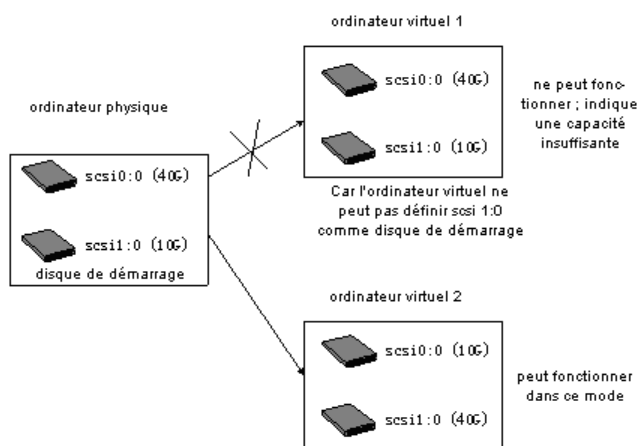 ordinateur virtuel 1
scsi0:0 (40G)
scsi1:0 (10G)
ne peut fonc-
tionner ; indique
une capacité
insuffisante
Car l'ordinateur virtuel ne
peut pas définir scsi 1:0
comme disque de démarrage
ordinateur physique
scsi0:0 (40G)
scsi1:0 (10G)
disque de démarrage
ordinateur virtuel 2
scsi0:0 (10G)
scsi1:0 (40G)
peut fonctionner
dans ce mode